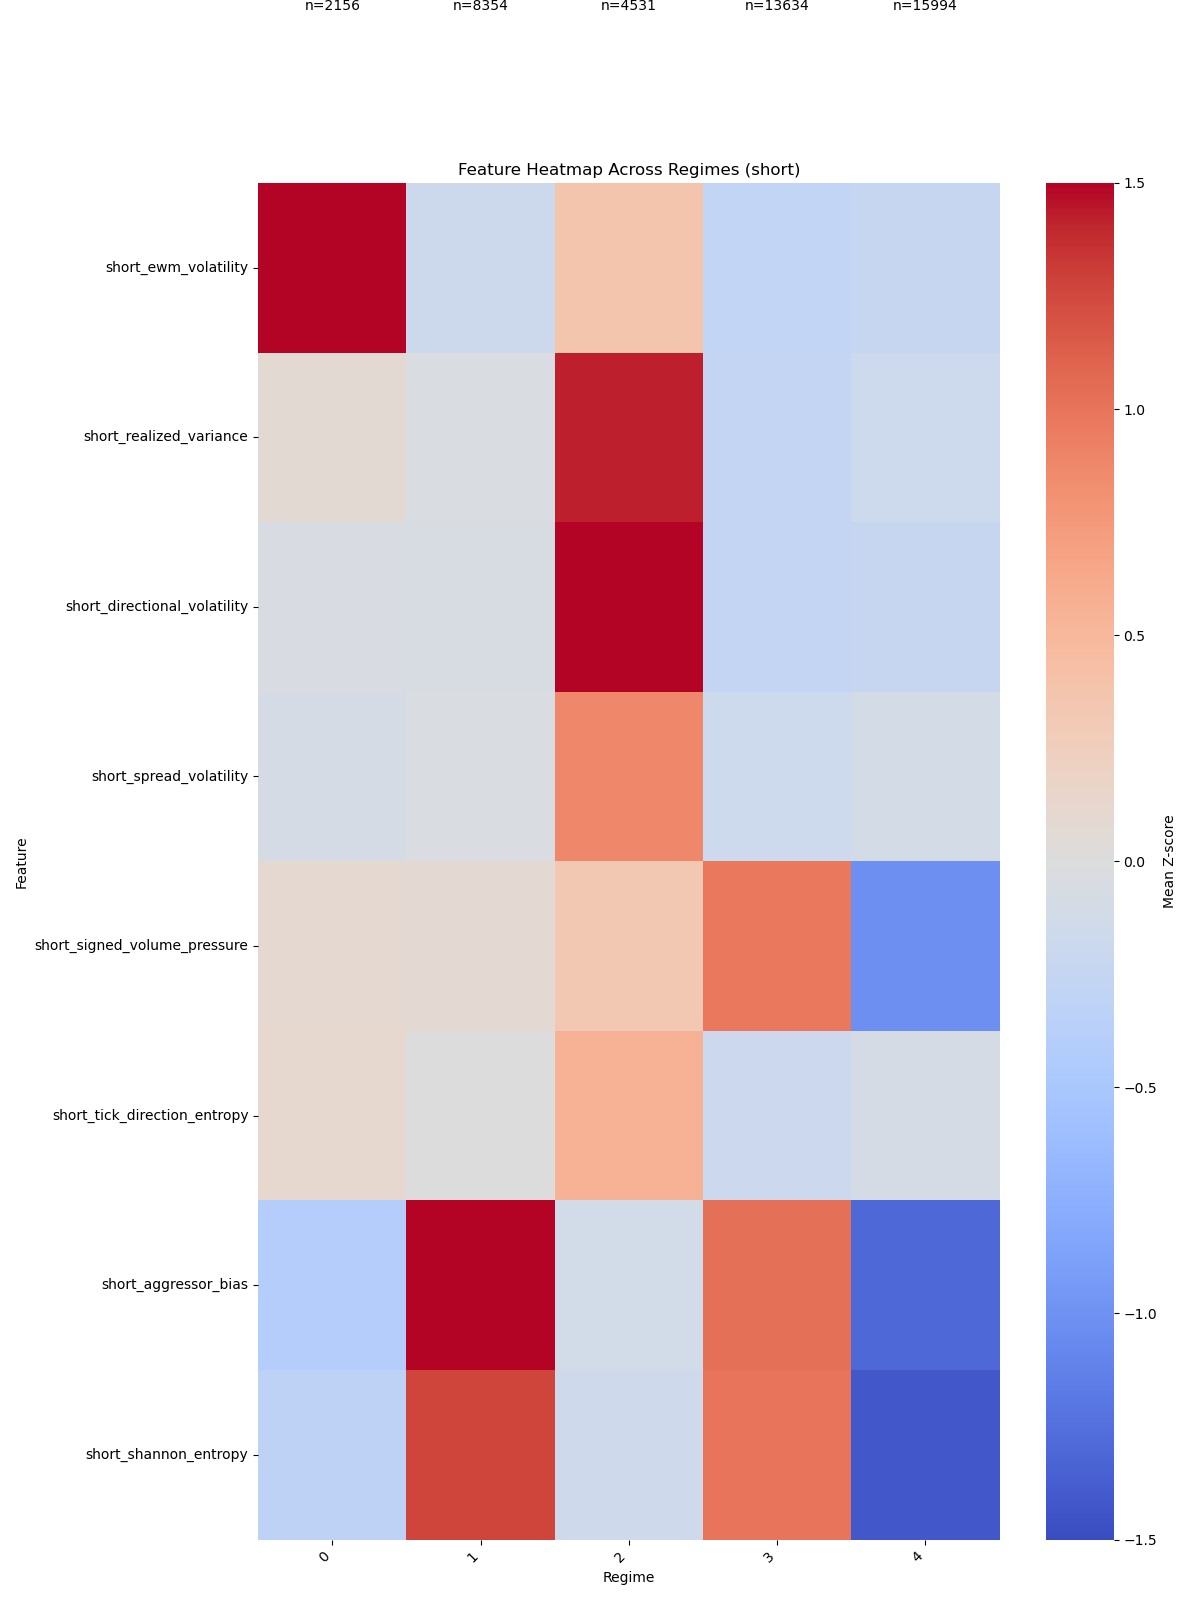 n=2156 n=8354 n=4531 n=13634 n=15994
Feature Heatmap Across Regimes (short)
Feature
short_ewm_volatility
short_realized_variance
short_directional_volatility
short_spread_volatility
short_signed_volume_pressure
short_tick_direction_entropy
short_aggressor_bias
short_shannon_entropy
0 1 2 3 4
Regime
1.5
1.0
0.5
0.0
−0.5
−1.0
−1.5
Mean Z-score